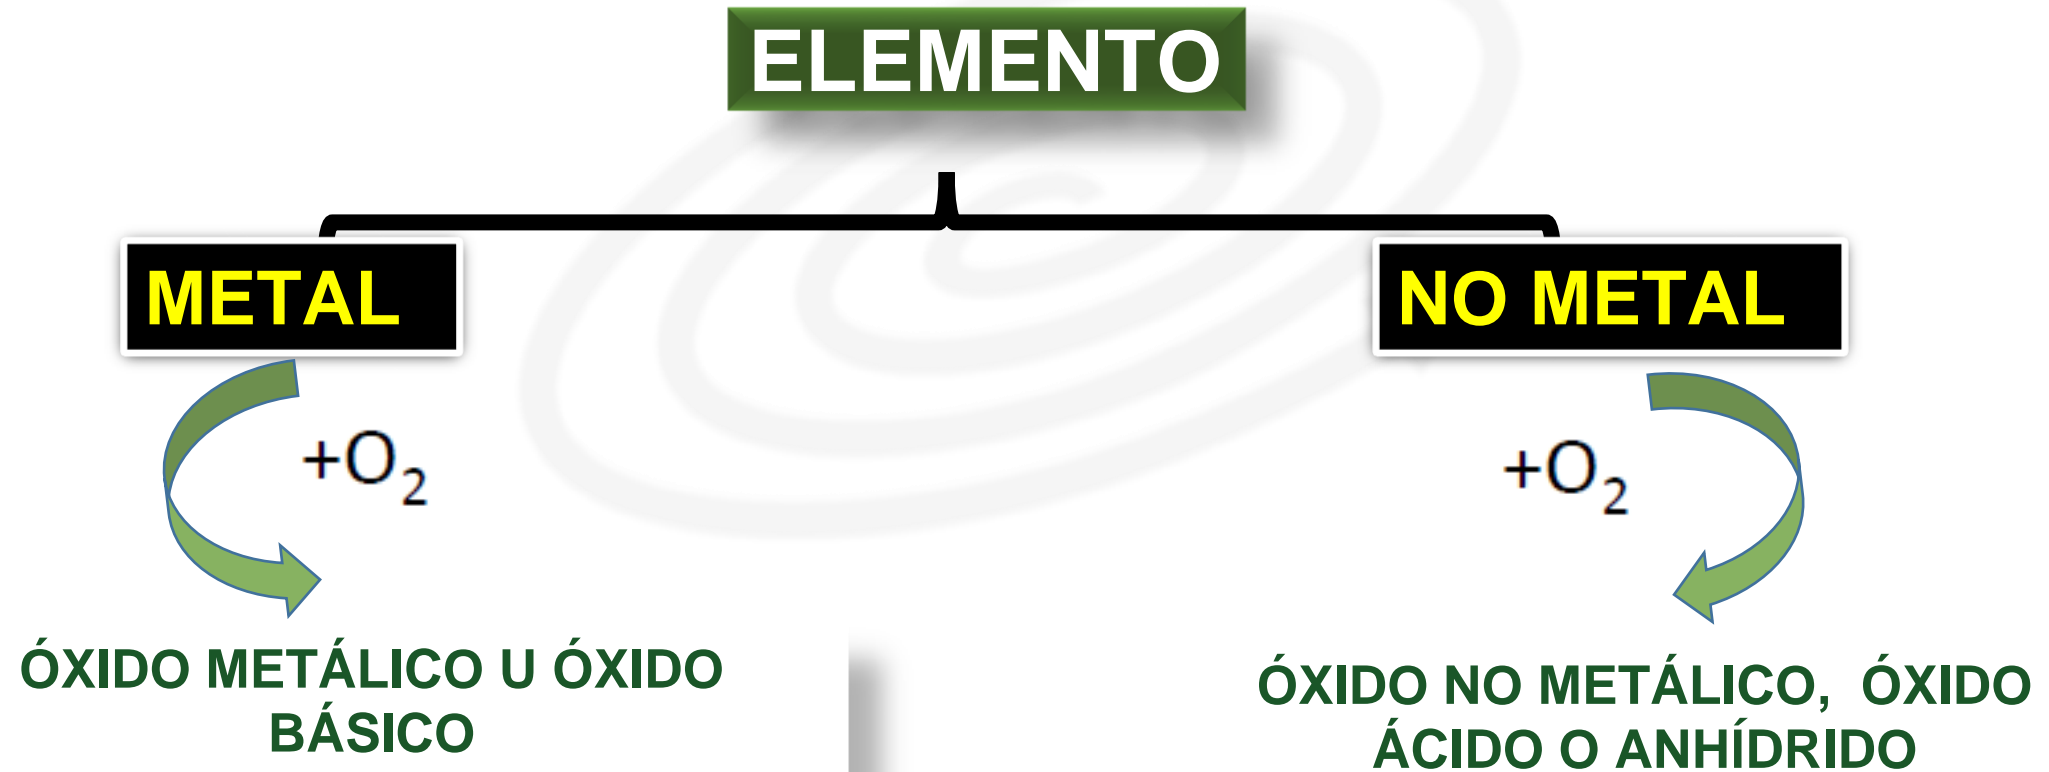 ELEMENTO
METAL
NO METAL
+O₂
+O₂
ÓXIDO METÁLICO U ÓXIDO
BÁSICO
ÓXIDO NO METÁLICO, ÓXIDO
ÁCIDO O ANHÍDRIDO